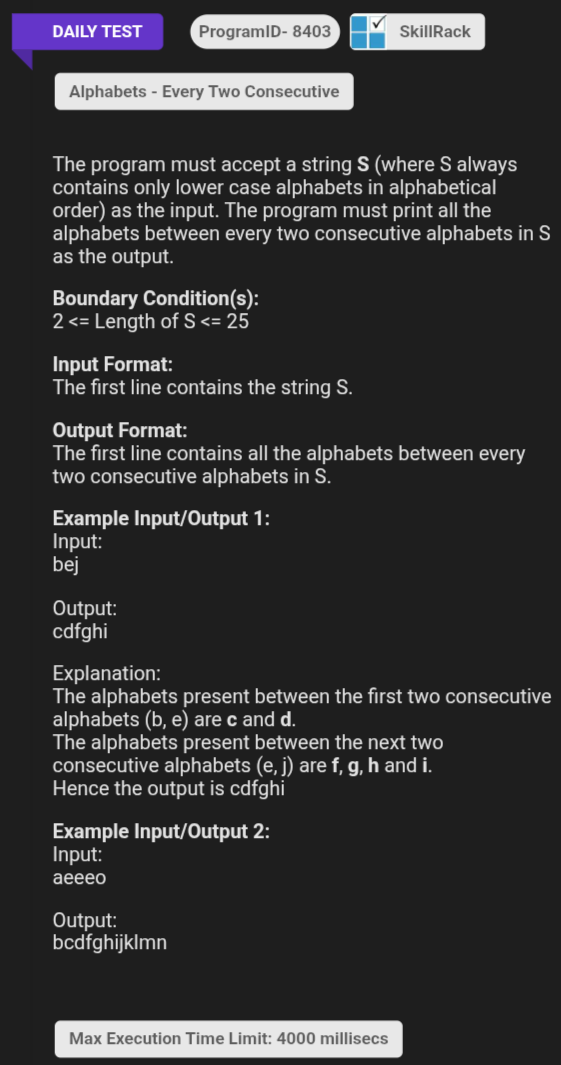 DAILY TEST
ProgramID- 8403
SkillRack
Alphabets - Every Two Consecutive
The program must accept a string S (where S always
contains only lower case alphabets in alphabetical
order) as the input. The program must print all the
alphabets between every two consecutive alphabets in S
as the output.
Boundary Condition(s):
2 <= Length of S <= 25
Input Format:
The first line contains the string S.
Output Format:
The first line contains all the alphabets between every
two consecutive alphabets in S.
Example Input/Output 1:
Input:
bej
Output:
cdfghi
Explanation:
The alphabets present between the first two consecutive
alphabets (b, e) are c and d.
The alphabets present between the next two
consecutive alphabets (e, j) are f, g, h and i.
Hence the output is cdfghi
Example Input/Output 2:
Input:
aeeeo
Output:
bcdfghijklmn
Max Execution Time Limit: 4000 millisecs